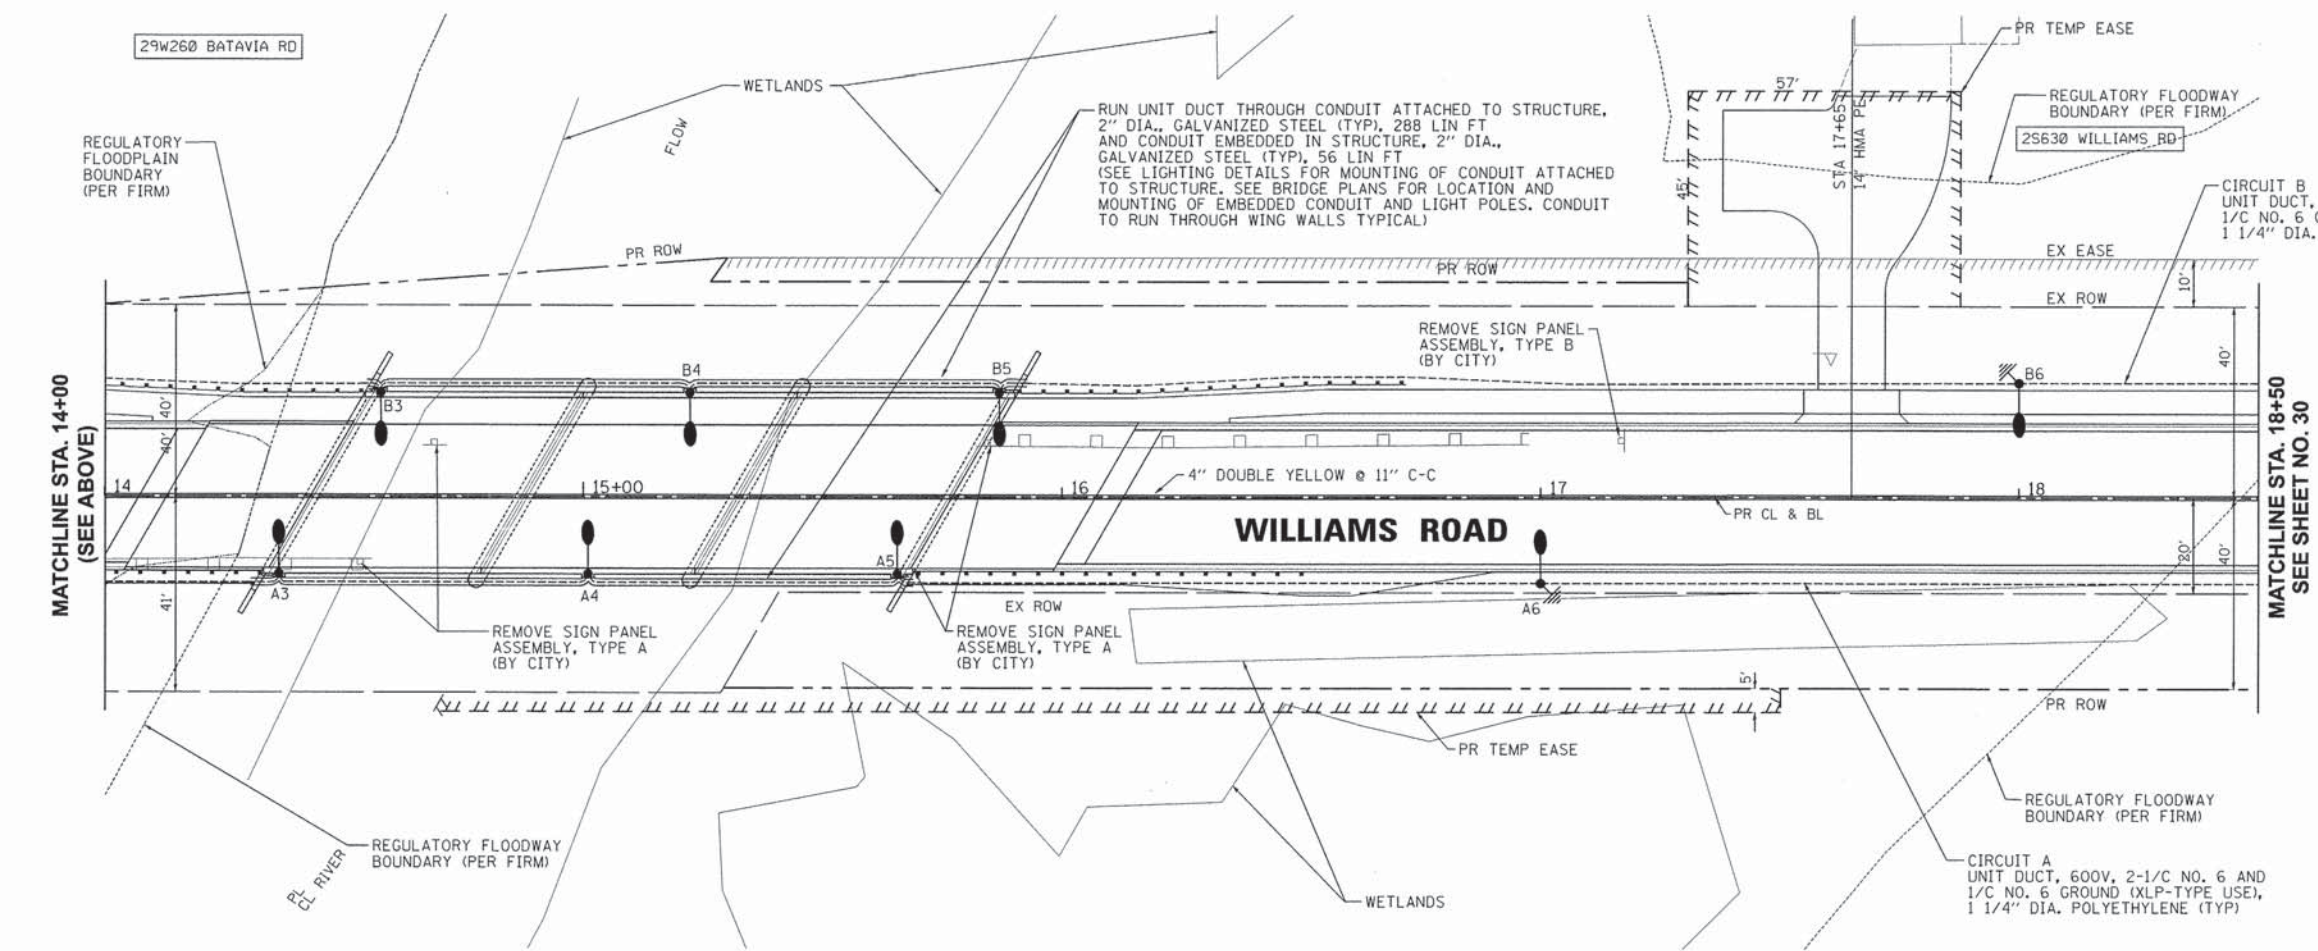 29W260 BATAVIA RD
WETLANDS
REGULATORY
FLOODPLAIN
BOUNDARY
(PER FIRM)
FLOW
RUN UNIT DUCT THROUGH CONDUIT ATTACHED TO STRUCTURE,
2" DIA., GALVANIZED STEEL (TYP), 288 LIN FT
AND CONDUIT EMBEDDED IN STRUCTURE, 2" DIA.,
GALVANIZED STEEL (TYP), 56 LIN FT
(SEE LIGHTING DETAILS FOR MOUNTING OF CONDUIT ATTACHED
TO STRUCTURE. SEE BRIDGE PLANS FOR LOCATION AND
MOUNTING OF EMBEDDED CONDUIT AND LIGHT POLES. CONDUIT
TO RUN THROUGH WING WALLS TYPICAL)
PR TEMP EASE
57'
45'
STA 17+65
14' HMA PE
REGULATORY FLOODWAY
BOUNDARY (PER FIRM)
2S630 WILLIAMS RD
CIRCUIT B
UNIT DUCT,
1/C NO. 6
1 1/4" DIA.
PR ROW
PR ROW
EX EASE
10'
EX ROW
REMOVE SIGN PANEL
ASSEMBLY, TYPE B
(BY CITY)
40'
B3
B4
B5
B6
MATCHLINE STA. 14+00
(SEE ABOVE)
40'
40'
14
15+00
16
17
18
4" DOUBLE YELLOW @ 11" C-C
PR CL & BL
WILLIAMS ROAD
MATCHLINE STA. 18+50
SEE SHEET NO. 30
20'
40'
41'
A3
A4
A5
A6
EX ROW
REMOVE SIGN PANEL
ASSEMBLY, TYPE A
(BY CITY)
REMOVE SIGN PANEL
ASSEMBLY, TYPE A
(BY CITY)
5'
PR ROW
PR TEMP EASE
REGULATORY FLOODWAY
BOUNDARY (PER FIRM)
PL
CL RIVER
WETLANDS
REGULATORY FLOODWAY
BOUNDARY (PER FIRM)
CIRCUIT A
UNIT DUCT, 600V, 2-1/C NO. 6 AND
1/C NO. 6 GROUND (XLP-TYPE USE),
1 1/4" DIA. POLYETHYLENE (TYP)